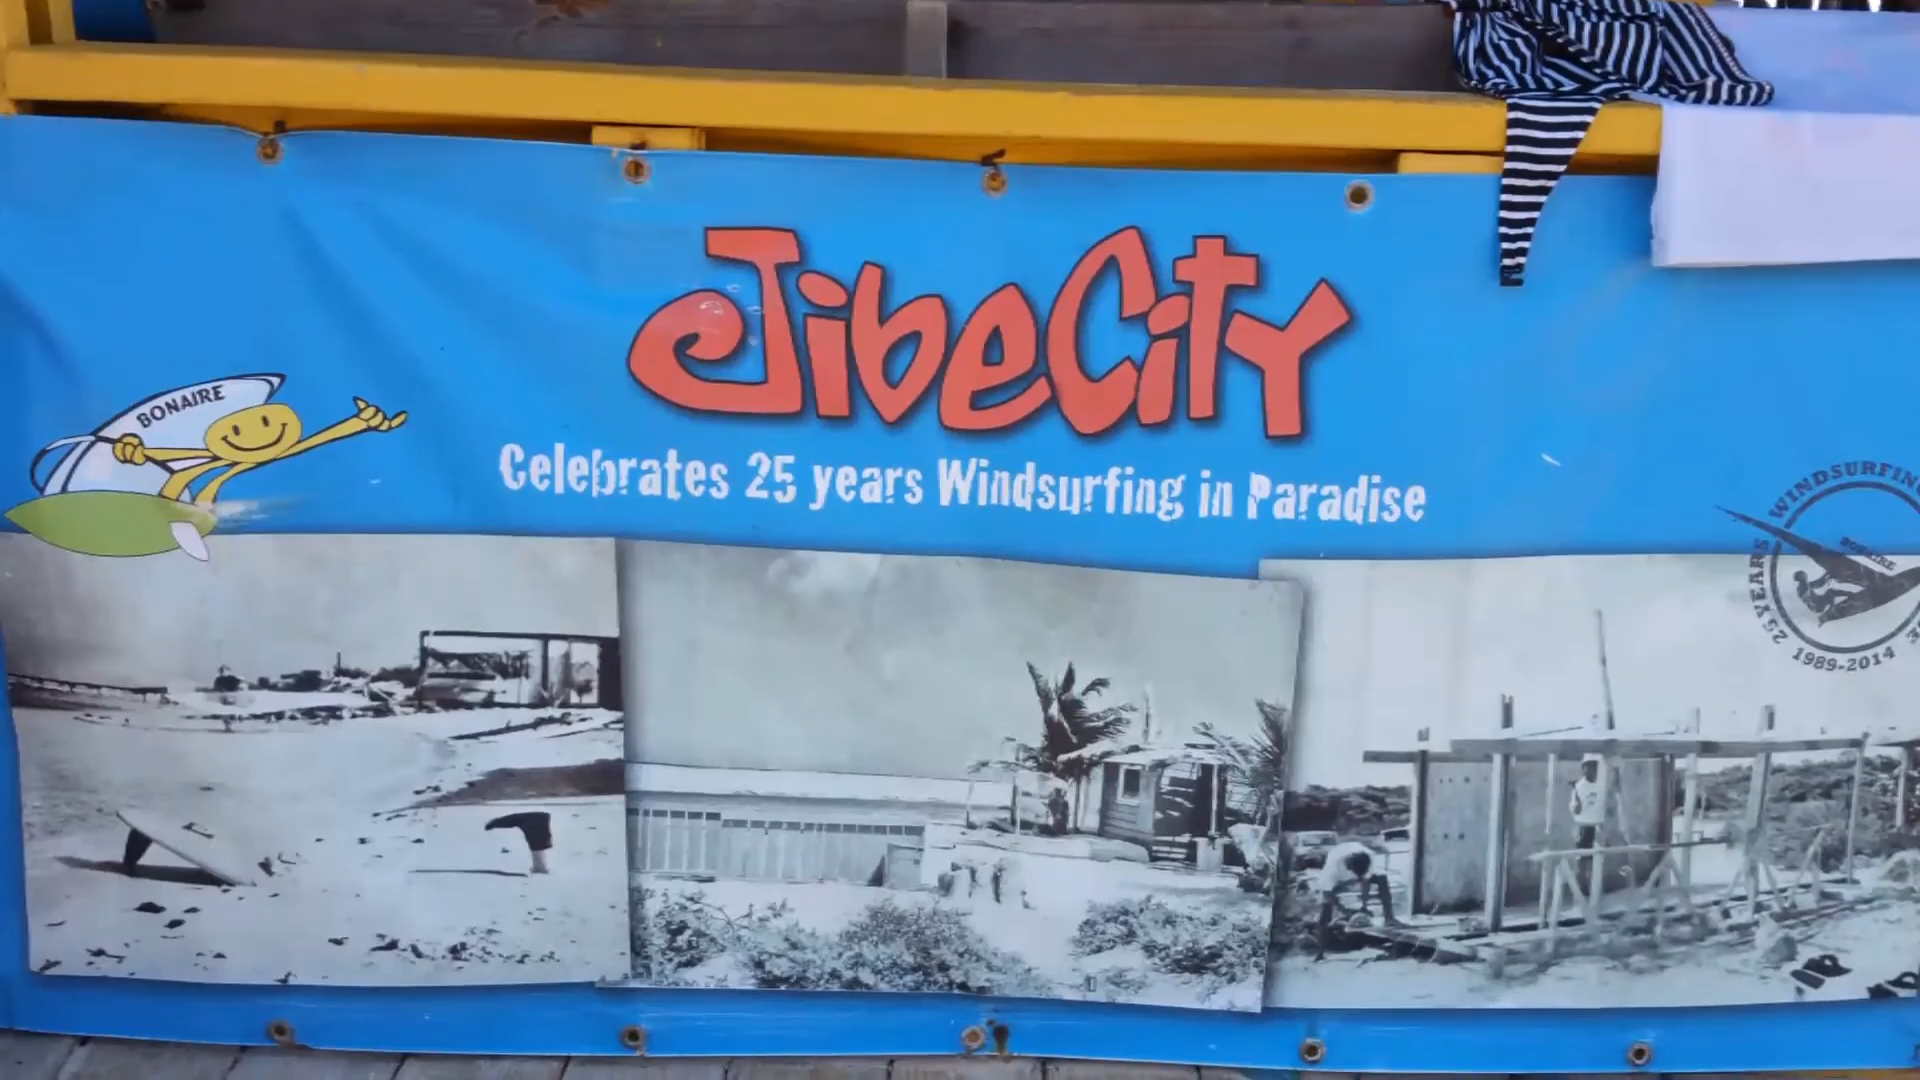 JibeCity
Celebrates 25 years Windsurfing in Paradise
BONAIRE
WINDSURFING
BONAIRE
25 YEARS
1989-2014